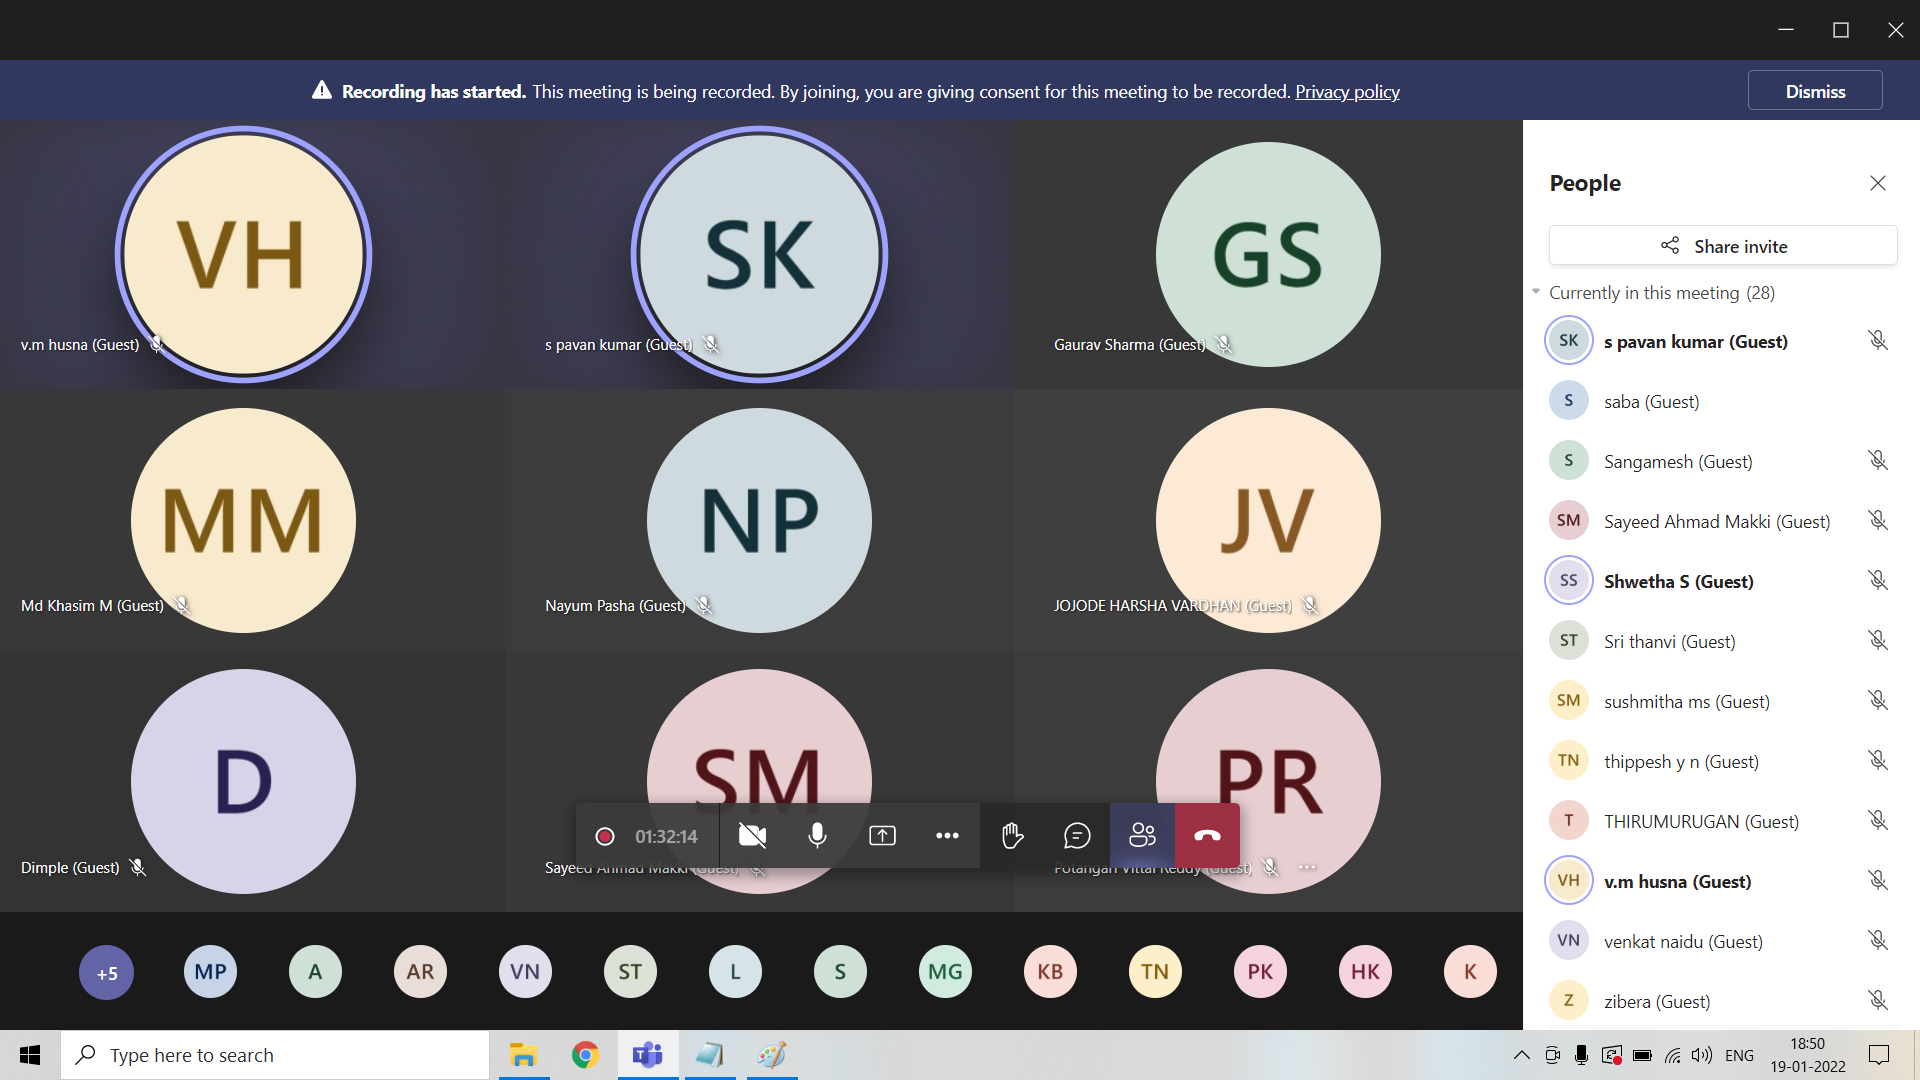 Recording has started. This meeting is being recorded. By joining, you are giving consent for this meeting to be recorded. Privacy policy
Dismiss
VH
v.m husna (Guest)
SK
s pavan kumar (Guest)
GS
Gaurav Sharma (Guest)
MM
Md Khasim M (Guest)
NP
Nayum Pasha (Guest)
JV
JOJODE HARSHA VARDHAN (Guest)
D
Dimple (Guest)
SM
Sayeed Ahmad Makki (Guest)
PR
Potangari Vittal Reddy (Guest)
01:32:14
+5
MP
A
AR
VN
ST
L
S
MG
KB
TN
PK
HK
K
People
Share invite
Currently in this meeting (28)
SK s pavan kumar (Guest)
S saba (Guest)
S Sangamesh (Guest)
SM Sayeed Ahmad Makki (Guest)
SS Shwetha S (Guest)
ST Sri thanvi (Guest)
SM sushmitha ms (Guest)
TN thippesh y n (Guest)
T THIRUMURUGAN (Guest)
VH v.m husna (Guest)
VN venkat naidu (Guest)
Z zibera (Guest)
Type here to search
ENG
18:50
19-01-2022